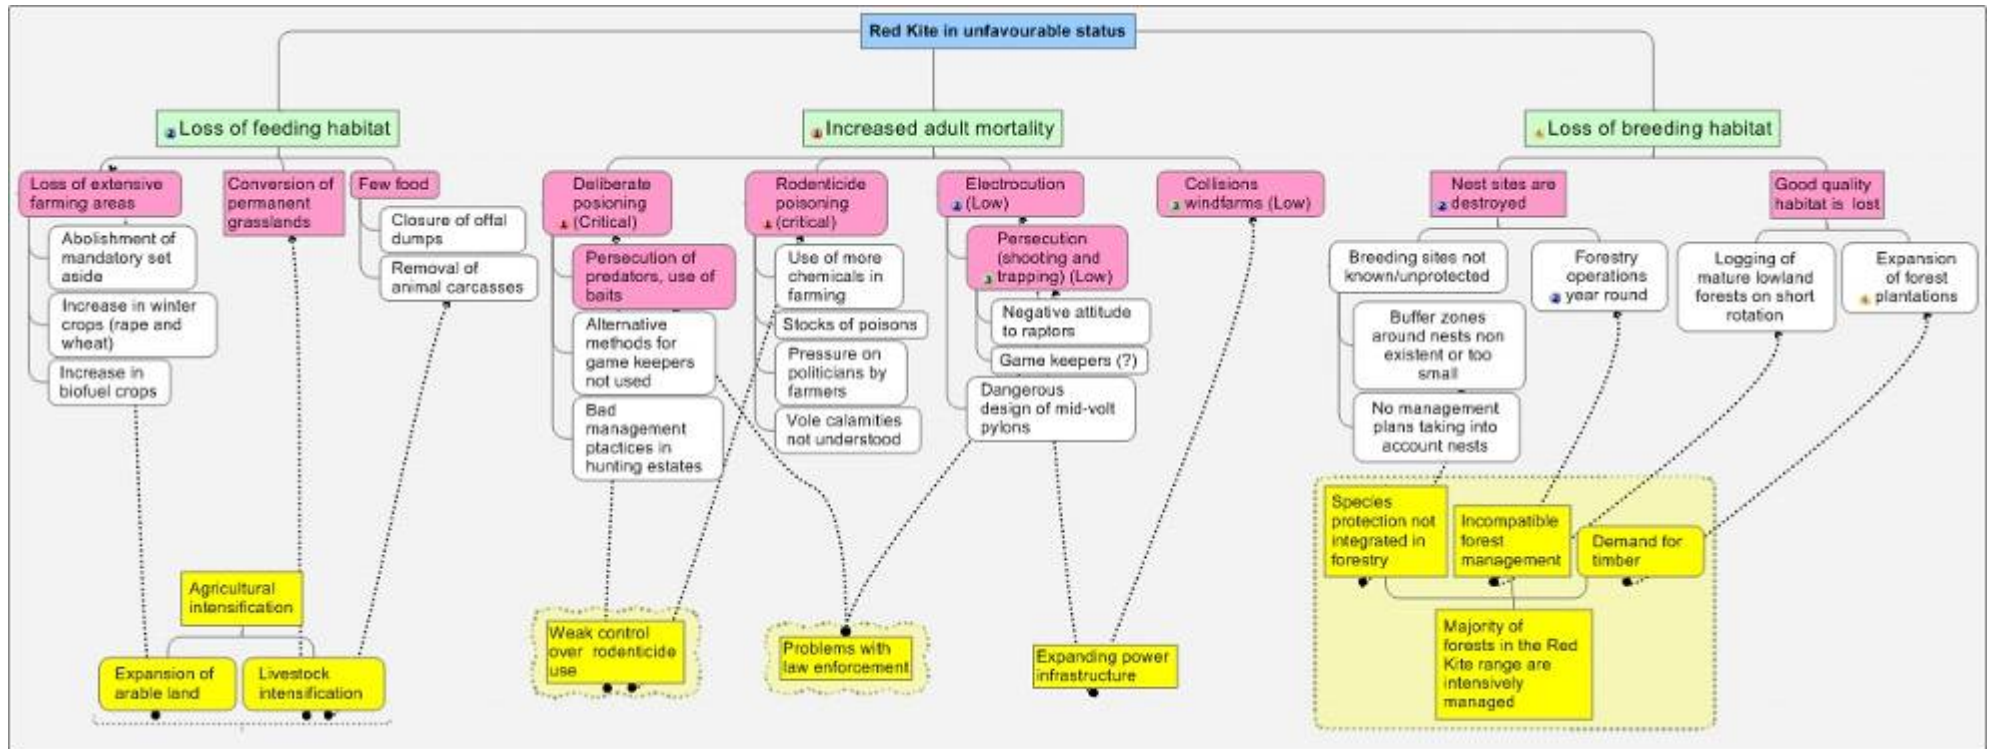 Red Kite in unfavourable status
Loss of feeding habitat
Increased adult mortality
Loss of breeding habitat
Loss of extensive
farming areas
Abolishment of
mandatory set
aside
Increase in winter
crops (rape and
wheat)
Increase in
biofuel crops
Conversion of
permanent
grasslands
Few food
Closure of offal
dumps
Removal of
animal carcasses
Deliberate
posioning
(Critical)
Persecution of
predators, use of
baits
Alternative
methods for
game keepers
not used
Bad
management
ptactices in
hunting estates
Rodenticide
poisoning
(critical)
Use of more
chemicals in
farming
Stocks of poisons
Pressure on
politicians by
farmers
Vole calamities
not understood
Electrocution
(Low)
Persecution
(shooting and
trapping) (Low)
Negative attitude
to raptors
Game keepers (?)
Dangerous
design of mid-volt
pylons
Collisions
windfarms (Low)
Nest sites are
destroyed
Breeding sites not
known/unprotected
Buffer zones
around nests non
existent or too
small
No management
plans taking into
account nests
Forestry
operations
year round
Good quality
habitat is lost
Logging of
mature lowland
forests on short
rotation
Expansion
of forest
plantations
Agricultural
intensification
Expansion of
arable land
Livestock
intensification
Weak control
over rodenticide
use
Problems with
law enforcement
Expanding power
infrastructure
Species
protection not
integrated in
forestry
Incompatible
forest
management
Demand for
timber
Majority of
forests in the Red
Kite range are
intensively
managed